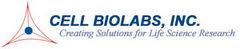 CELL BIOLABS, INC.
Creating Solutions for Life Science Research